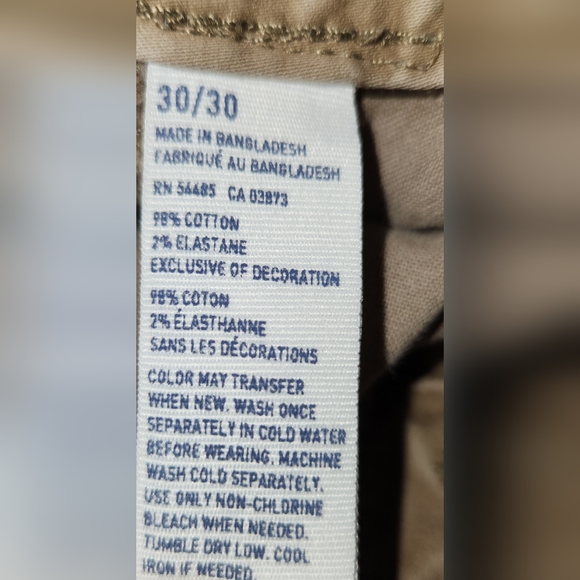 30/30
MADE IN BANGLADESH
FABRIQUÉ AU BANGLADESH
RN 54485 CA 03873
98% COTTON
2% ELASTANE
EXCLUSIVE OF DECORATION
98% COTON
2% ÉLASTHANNE
SANS LES DÉCORATIONS
COLOR MAY TRANSFER
WHEN NEW. WASH ONCE
SEPARATELY IN COLD WATER
BEFORE WEARING. MACHINE
WASH COLD SEPARATELY.
USE ONLY NON-CHLORINE
BLEACH WHEN NEEDED.
TUMBLE DRY LOW. COOL
IRON IF NEEDED.